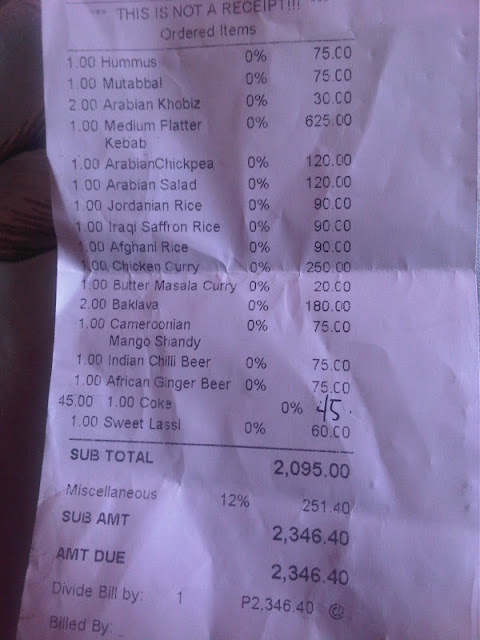 THIS IS NOT A RECEIPT!!!
Ordered Items
1.00 Hummus 0% 75.00
1.00 Mutabbal 0% 75.00
2.00 Arabian Khobiz 0% 30.00
1.00 Medium Platter 0% 625.00
Kebab
1.00 ArabianChickpea 0% 120.00
1.00 Arabian Salad 0% 120.00
1.00 Jordanian Rice 0% 90.00
1.00 Iraqi Saffron Rice 0% 90.00
1.00 Afghani Rice 0% 90.00
1.00 Chicken Curry 0% 250.00
1.00 Butter Masala Curry 0% 20.00
2.00 Baklava 0% 180.00
1.00 Cameroonian 0% 75.00
Mango Shandy
1.00 Indian Chilli Beer 0% 75.00
1.00 African Ginger Beer 0% 75.00
45.00 1.00 Coke 0% 45.
1.00 Sweet Lassi 0% 60.00
SUB TOTAL 2,095.00
Miscellaneous 12% 251.40
SUB AMT 2,346.40
AMT DUE 2,346.40
Divide Bill by: 1 P2,346.40 @
Billed By: